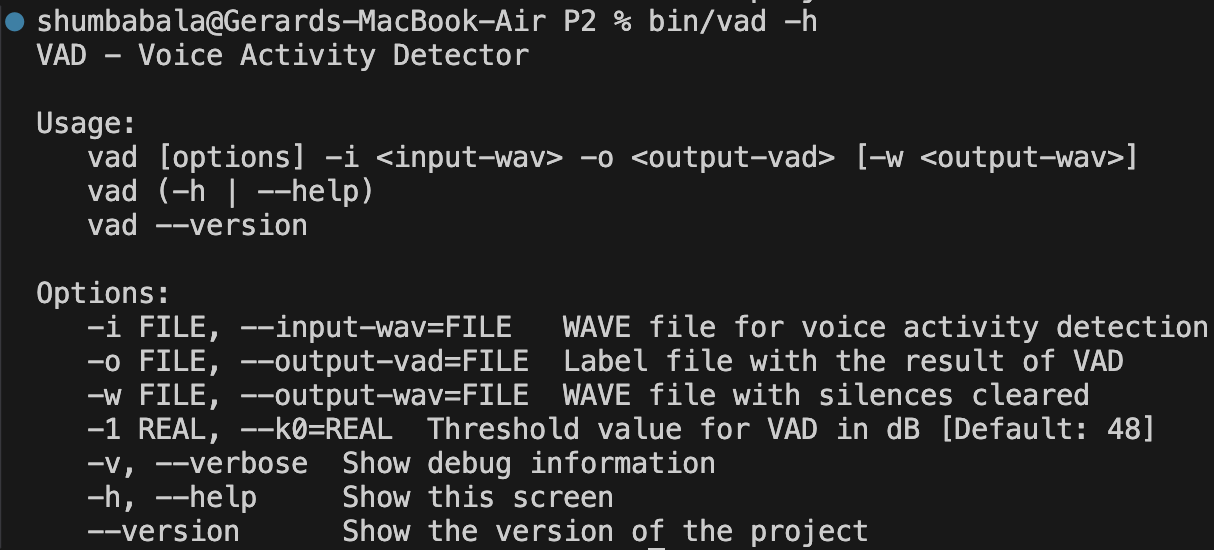 shumbabala@Gerards-MacBook-Air P2 % bin/vad -h
VAD - Voice Activity Detector
Usage:
vad [options] -i <input-wav> -o <output-vad> [-w <output-wav>]
vad (-h | --help)
vad --version
Options:
-i FILE, --input-wav=FILE   WAVE file for voice activity detection
-o FILE, --output-vad=FILE  Label file with the result of VAD
-w FILE, --output-wav=FILE  WAVE file with silences cleared
-1 REAL, --k0=REAL  Threshold value for VAD in dB [Default: 48]
-v, --verbose  Show debug information
-h, --help     Show this screen
--version      Show the version of the project